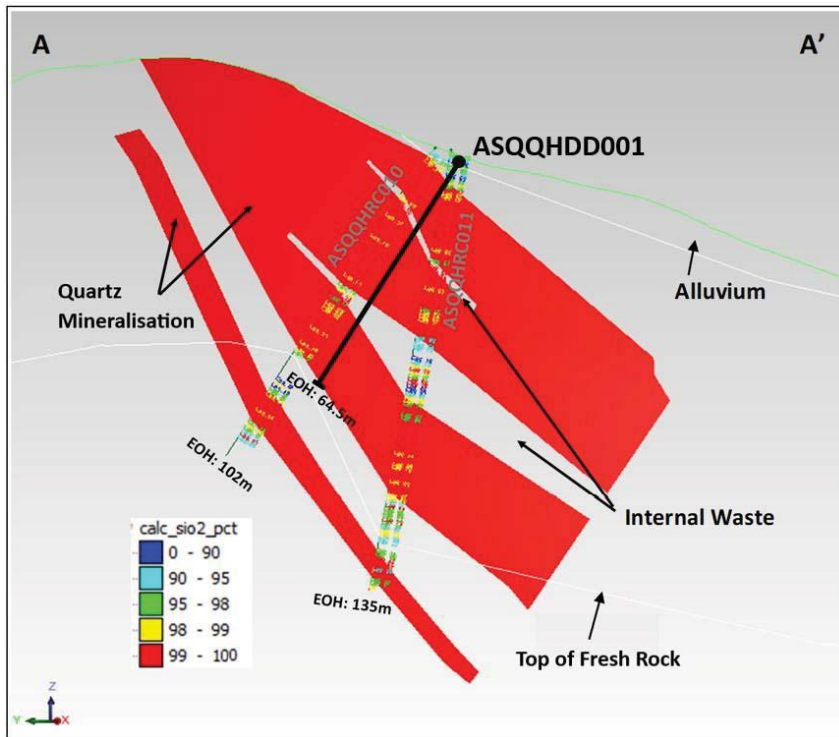 A
A’
ASQQHDD001
ASQQHRC010
ASQQHRC011
Quartz
Mineralisation
Alluvium
EOH: 64.5m
EOH: 102m
Internal Waste
EOH: 135m
Top of Fresh Rock
calc_sio2_pct
0 - 90
90 - 95
95 - 98
98 - 99
99 - 100
Z
Y
X